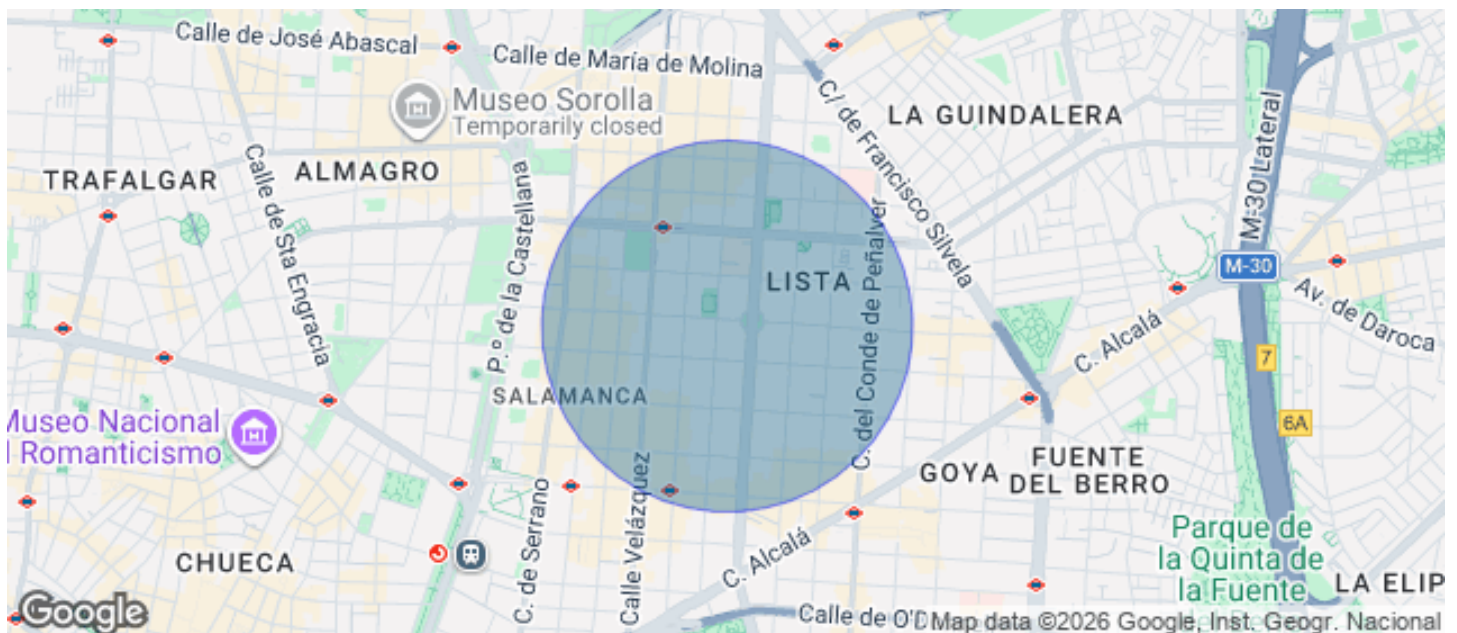 Calle de José Abascal
Calle de María de Molina
Museo Sorolla
Temporarily closed
C/ de Francisco Silvela
LA GUINDALERA
M-30 Lateral
TRAFALGAR
ALMAGRO
Calle de Sta Engracia
P.º de la Castellana
LISTA
C. del Conde de Peñalver
M-30
Av. de Daroca
C. Alcalá
7
SALAMANCA
Museo Nacional
l Romanticismo
6A
GOYA
FUENTE
DEL BERRO
C. de Serrano
Calle Velázquez
Parque de
la Quinta de
la Fuente
CHUECA
C. Alcalá
LA ELIP
Google
Calle de O'D
Map data ©2026 Google, Inst. Geogr. Nacional